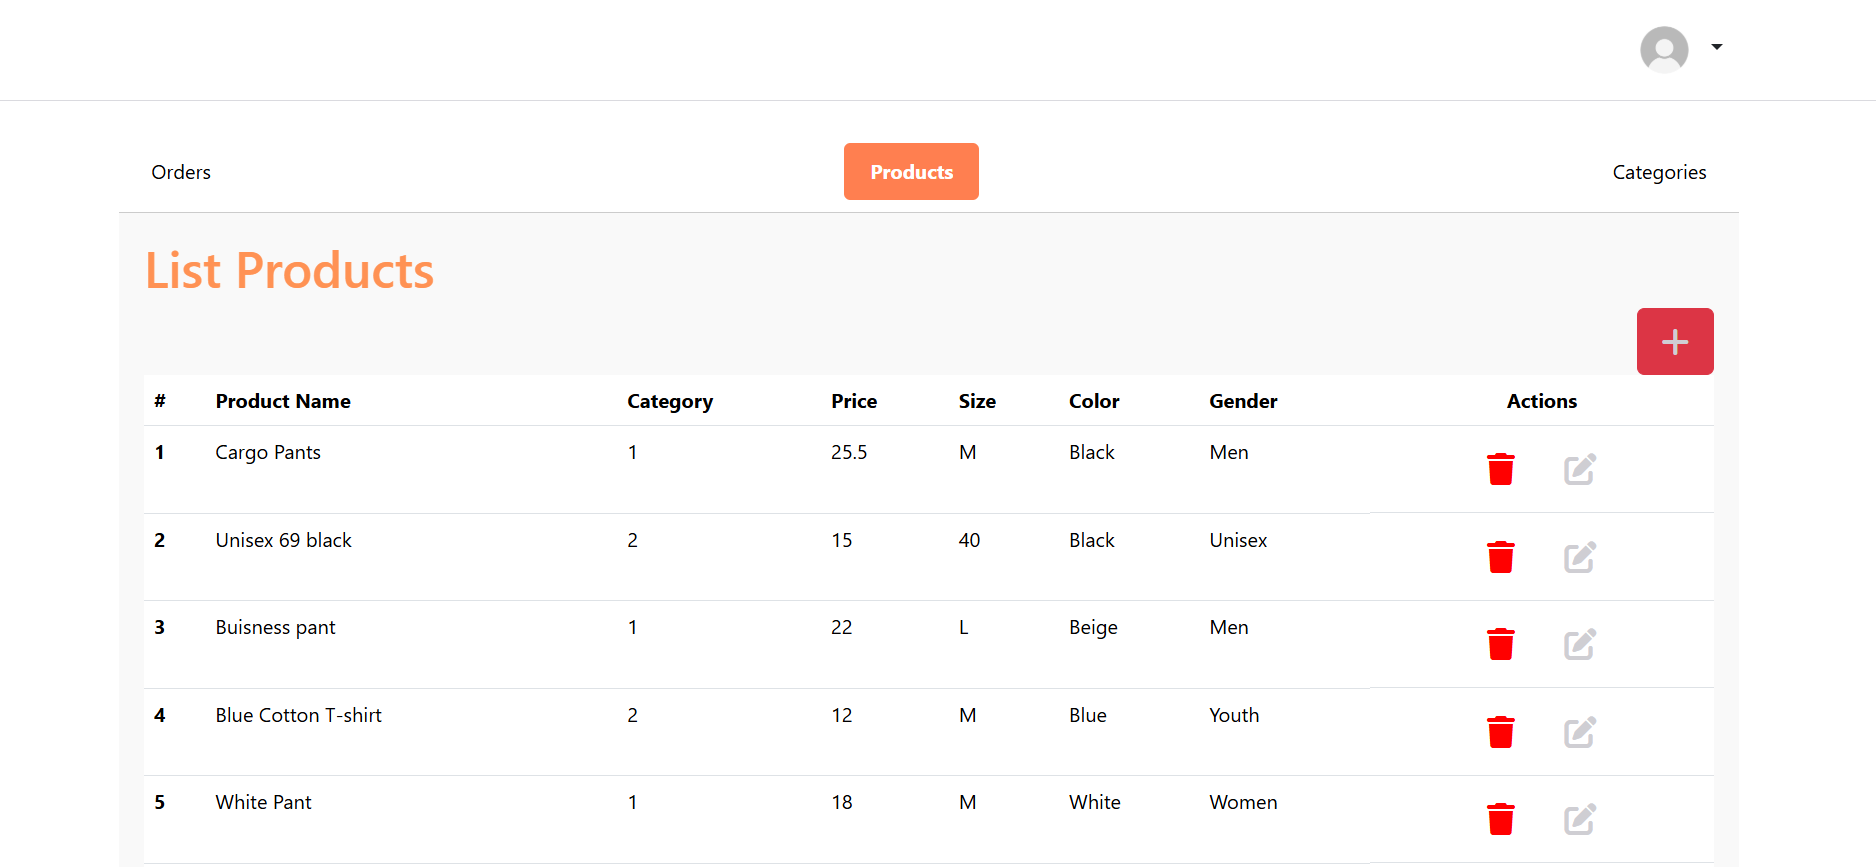 Orders Products Categories
List Products
# Product Name Category Price Size Color Gender Actions
1 Cargo Pants 1 25.5 M Black Men
2 Unisex 69 black 2 15 40 Black Unisex
3 Buisness pant 1 22 L Beige Men
4 Blue Cotton T-shirt 2 12 M Blue Youth
5 White Pant 1 18 M White Women